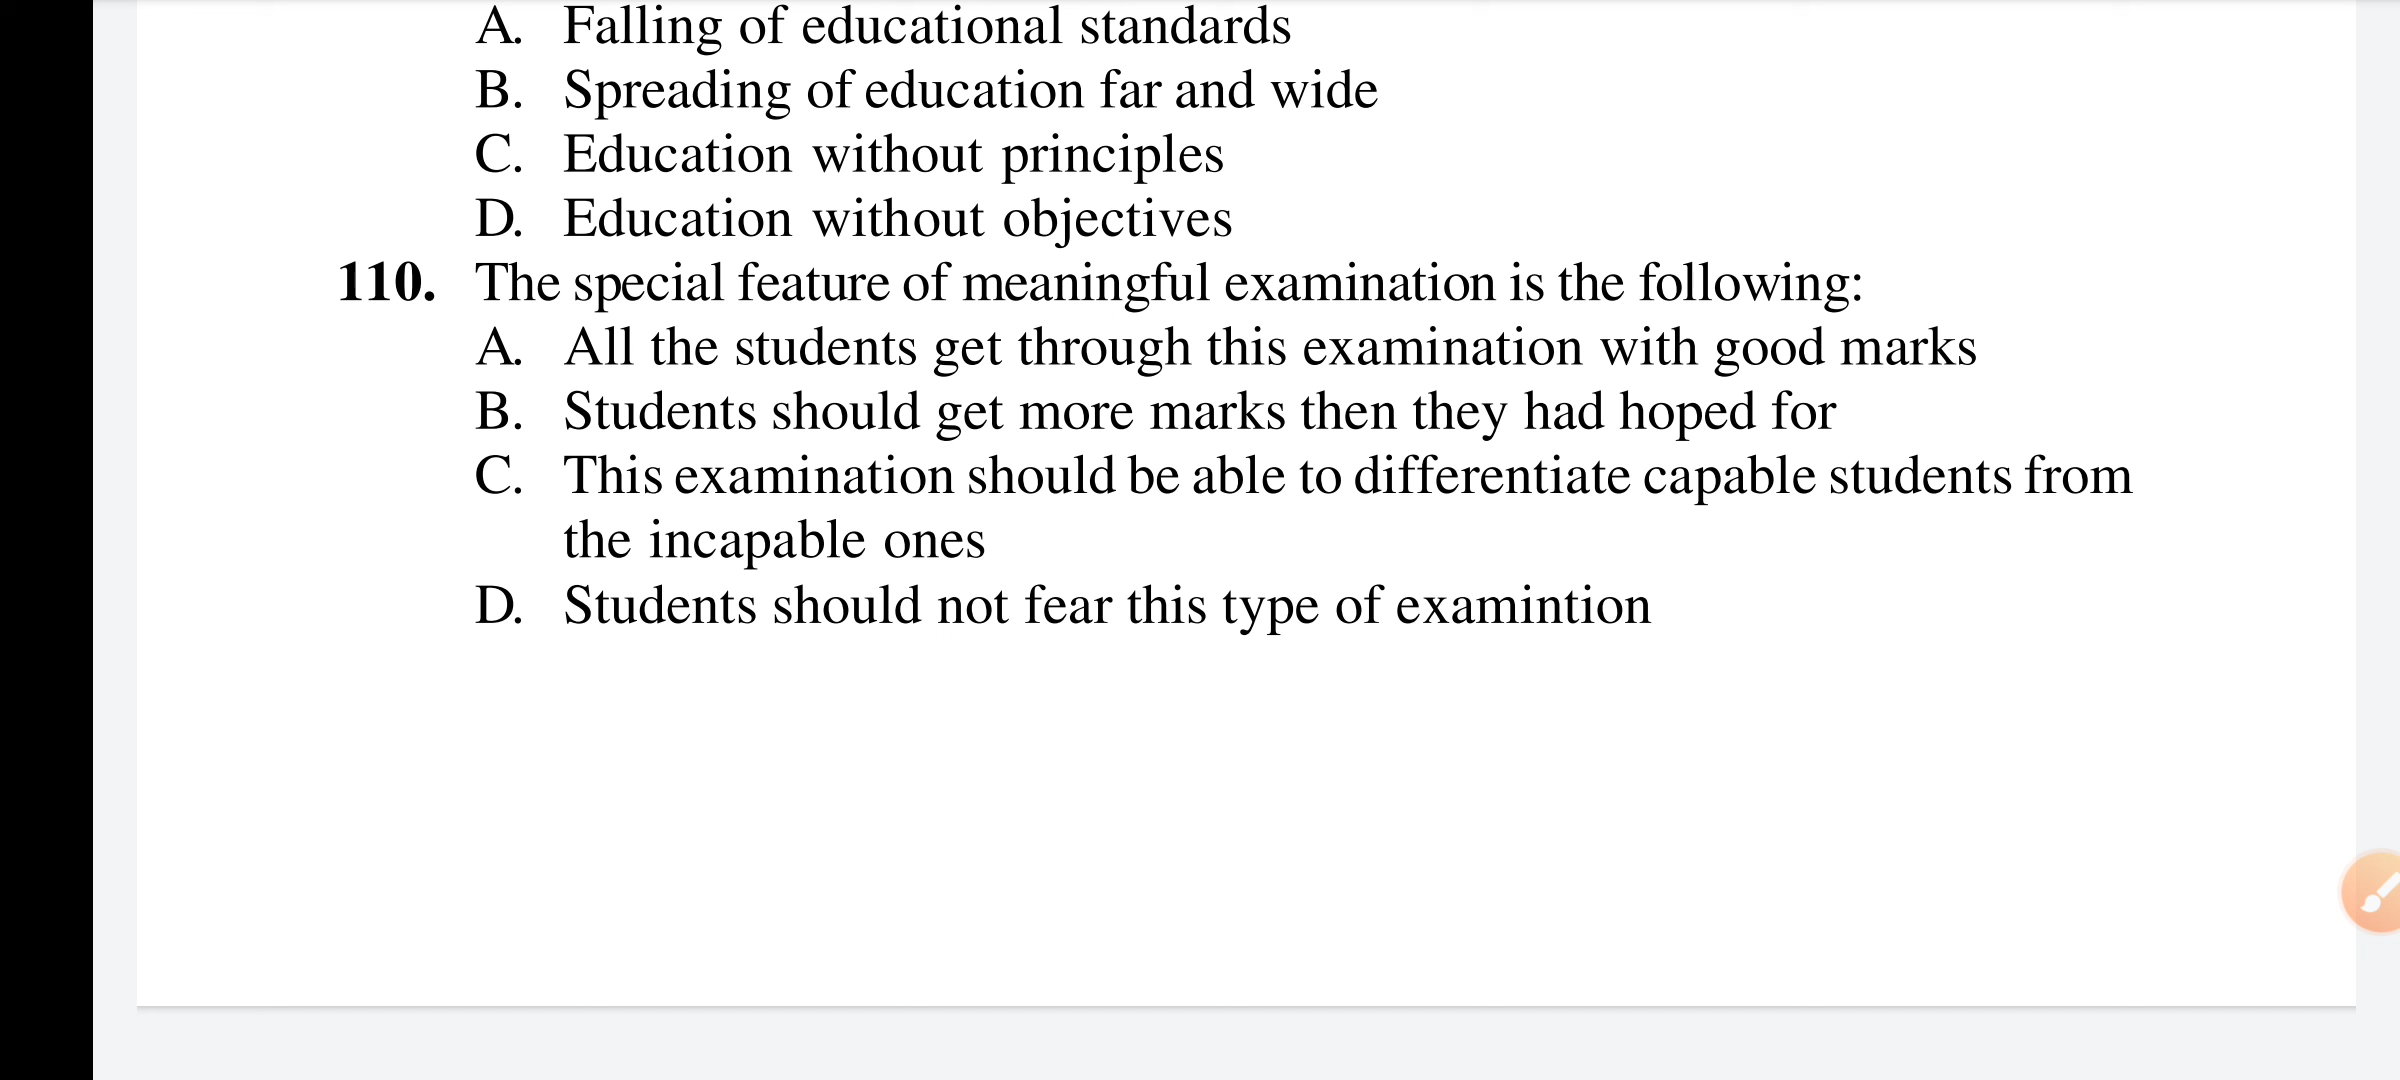 A. Falling of educational standards
B. Spreading of education far and wide
C. Education without principles
D. Education without objectives
110. The special feature of meaningful examination is the following:
A. All the students get through this examination with good marks
B. Students should get more marks then they had hoped for
C. This examination should be able to differentiate capable students from
the incapable ones
D. Students should not fear this type of examintion